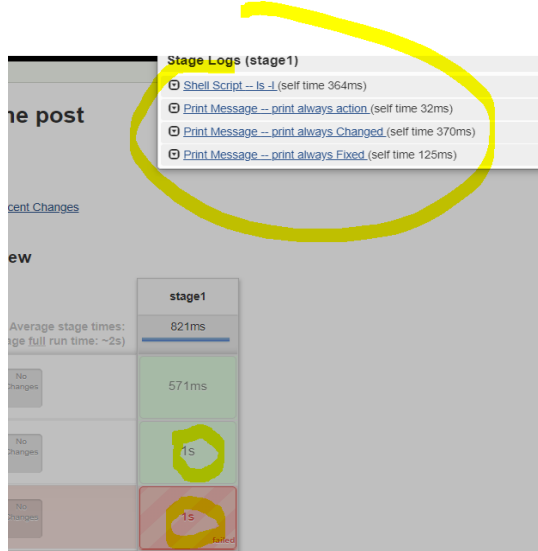 Stage Logs (stage1)
Shell Script -- ls -l (self time 364ms)
Print Message -- print always action (self time 32ms)
Print Message -- print always Changed (self time 370ms)
Print Message -- print always Fixed (self time 125ms)
ne post
cent Changes
ew
stage1
Average stage times:
821ms
age full run time: ~2s)
No
Changes
571ms
No
Changes
1s
No
Changes
1s
failed